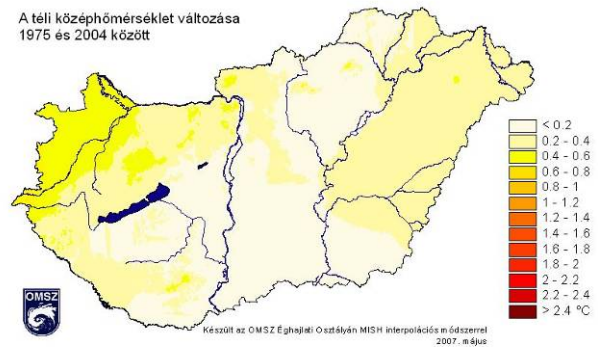 A téli középhőmérséklet változása
1975 és 2004 között
< 0.2
0.2 - 0.4
0.4 - 0.6
0.6 - 0.8
0.8 - 1
1 - 1.2
1.2 - 1.4
1.4 - 1.6
1.6 - 1.8
1.8 - 2
2 - 2.2
2.2 - 2.4
> 2.4 °C
OMSZ
Készült az OMSZ Éghajlati Osztályán MISH interpolációs módszerrel
2007. május